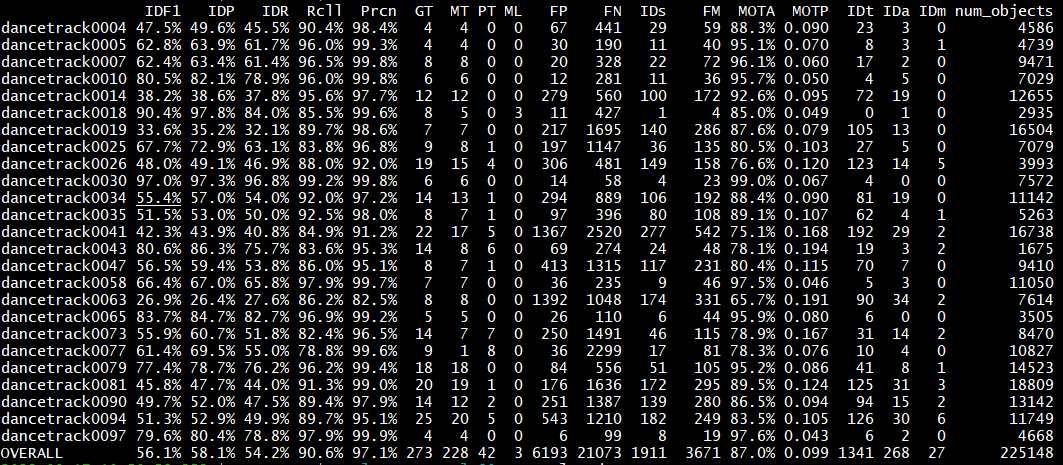 IDF1 IDP IDR Rcll Prcn GT MT PT ML FP FN IDs FM MOTA MOTP IDt IDa IDm num_objects
dancetrack0004 47.5% 49.6% 45.5% 90.4% 98.4% 4 4 0 0 67 441 29 59 88.3% 0.090 23 3 0 4586
dancetrack0005 62.8% 63.9% 61.7% 96.0% 99.3% 4 4 0 0 30 190 11 40 95.1% 0.070 8 3 1 4739
dancetrack0007 62.4% 63.4% 61.4% 96.5% 99.8% 8 8 0 0 20 328 22 72 96.1% 0.060 17 2 0 9471
dancetrack0010 80.5% 82.1% 78.9% 96.0% 99.8% 6 6 0 0 12 281 11 36 95.7% 0.050 4 5 0 7029
dancetrack0014 38.2% 38.6% 37.8% 95.6% 97.7% 12 12 0 0 279 560 100 172 92.6% 0.095 72 19 0 12655
dancetrack0018 90.4% 97.8% 84.0% 85.5% 99.6% 8 5 0 3 11 427 1 4 85.0% 0.049 0 1 0 2935
dancetrack0019 33.6% 35.2% 32.1% 89.7% 98.6% 7 7 0 0 217 1695 140 286 87.6% 0.079 105 13 0 16504
dancetrack0025 67.7% 72.9% 63.1% 83.8% 96.8% 9 8 1 0 197 1147 36 135 80.5% 0.103 27 5 0 7079
dancetrack0026 48.0% 49.1% 46.9% 88.0% 92.0% 19 15 4 0 306 481 149 158 76.6% 0.120 123 14 5 3993
dancetrack0030 97.0% 97.3% 96.8% 99.2% 99.8% 6 6 0 0 14 58 4 23 99.0% 0.067 4 0 0 7572
dancetrack0034 55.4% 57.0% 54.0% 92.0% 97.2% 14 13 1 0 294 889 106 192 88.4% 0.090 81 19 0 11142
dancetrack0035 51.5% 53.0% 50.0% 92.5% 98.0% 8 7 1 0 97 396 80 108 89.1% 0.107 62 4 1 5263
dancetrack0041 42.3% 43.9% 40.8% 84.9% 91.2% 22 17 5 0 1367 2520 277 542 75.1% 0.168 192 29 2 16738
dancetrack0043 80.6% 86.3% 75.7% 83.6% 95.3% 14 8 6 0 69 274 24 48 78.1% 0.194 19 3 2 1675
dancetrack0047 56.5% 59.4% 53.8% 86.0% 95.1% 8 7 1 0 413 1315 117 231 80.4% 0.115 70 7 0 9410
dancetrack0058 66.4% 67.0% 65.8% 97.9% 99.7% 7 7 0 0 36 235 9 46 97.5% 0.046 5 3 0 11050
dancetrack0063 26.9% 26.4% 27.6% 86.2% 82.5% 8 8 0 0 1392 1048 174 331 65.7% 0.191 90 34 2 7614
dancetrack0065 83.7% 84.7% 82.7% 96.9% 99.2% 5 5 0 0 26 110 6 44 95.9% 0.080 6 0 0 3505
dancetrack0073 55.9% 60.7% 51.8% 82.4% 96.5% 14 7 7 0 250 1491 46 115 78.9% 0.167 31 14 2 8470
dancetrack0077 61.4% 69.5% 55.0% 78.8% 99.6% 9 1 8 0 36 2299 17 81 78.3% 0.076 10 4 0 10827
dancetrack0079 77.4% 78.7% 76.2% 96.2% 99.4% 18 18 0 0 84 556 51 105 95.2% 0.086 41 8 1 14523
dancetrack0081 45.8% 47.7% 44.0% 91.3% 99.0% 20 19 1 0 176 1636 172 295 89.5% 0.124 125 31 3 18809
dancetrack0090 49.7% 52.0% 47.5% 89.4% 97.9% 14 12 2 0 251 1387 139 280 86.5% 0.094 94 15 2 13142
dancetrack0094 51.3% 52.9% 49.9% 89.7% 95.1% 25 20 5 0 543 1210 182 249 83.5% 0.105 126 30 6 11749
dancetrack0097 79.6% 80.4% 78.8% 97.9% 99.9% 4 4 0 0 6 99 8 19 97.6% 0.043 6 2 0 4668
OVERALL 56.1% 58.1% 54.2% 90.6% 97.1% 273 228 42 3 6193 21073 1911 3671 87.0% 0.099 1341 268 27 225148